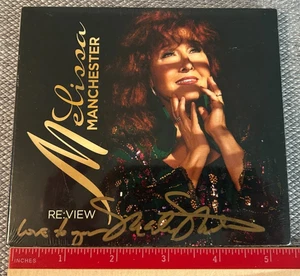 Melissa
MANCHESTER
RE:VIEW
Love to you
INCHES 1 2 3 4 5